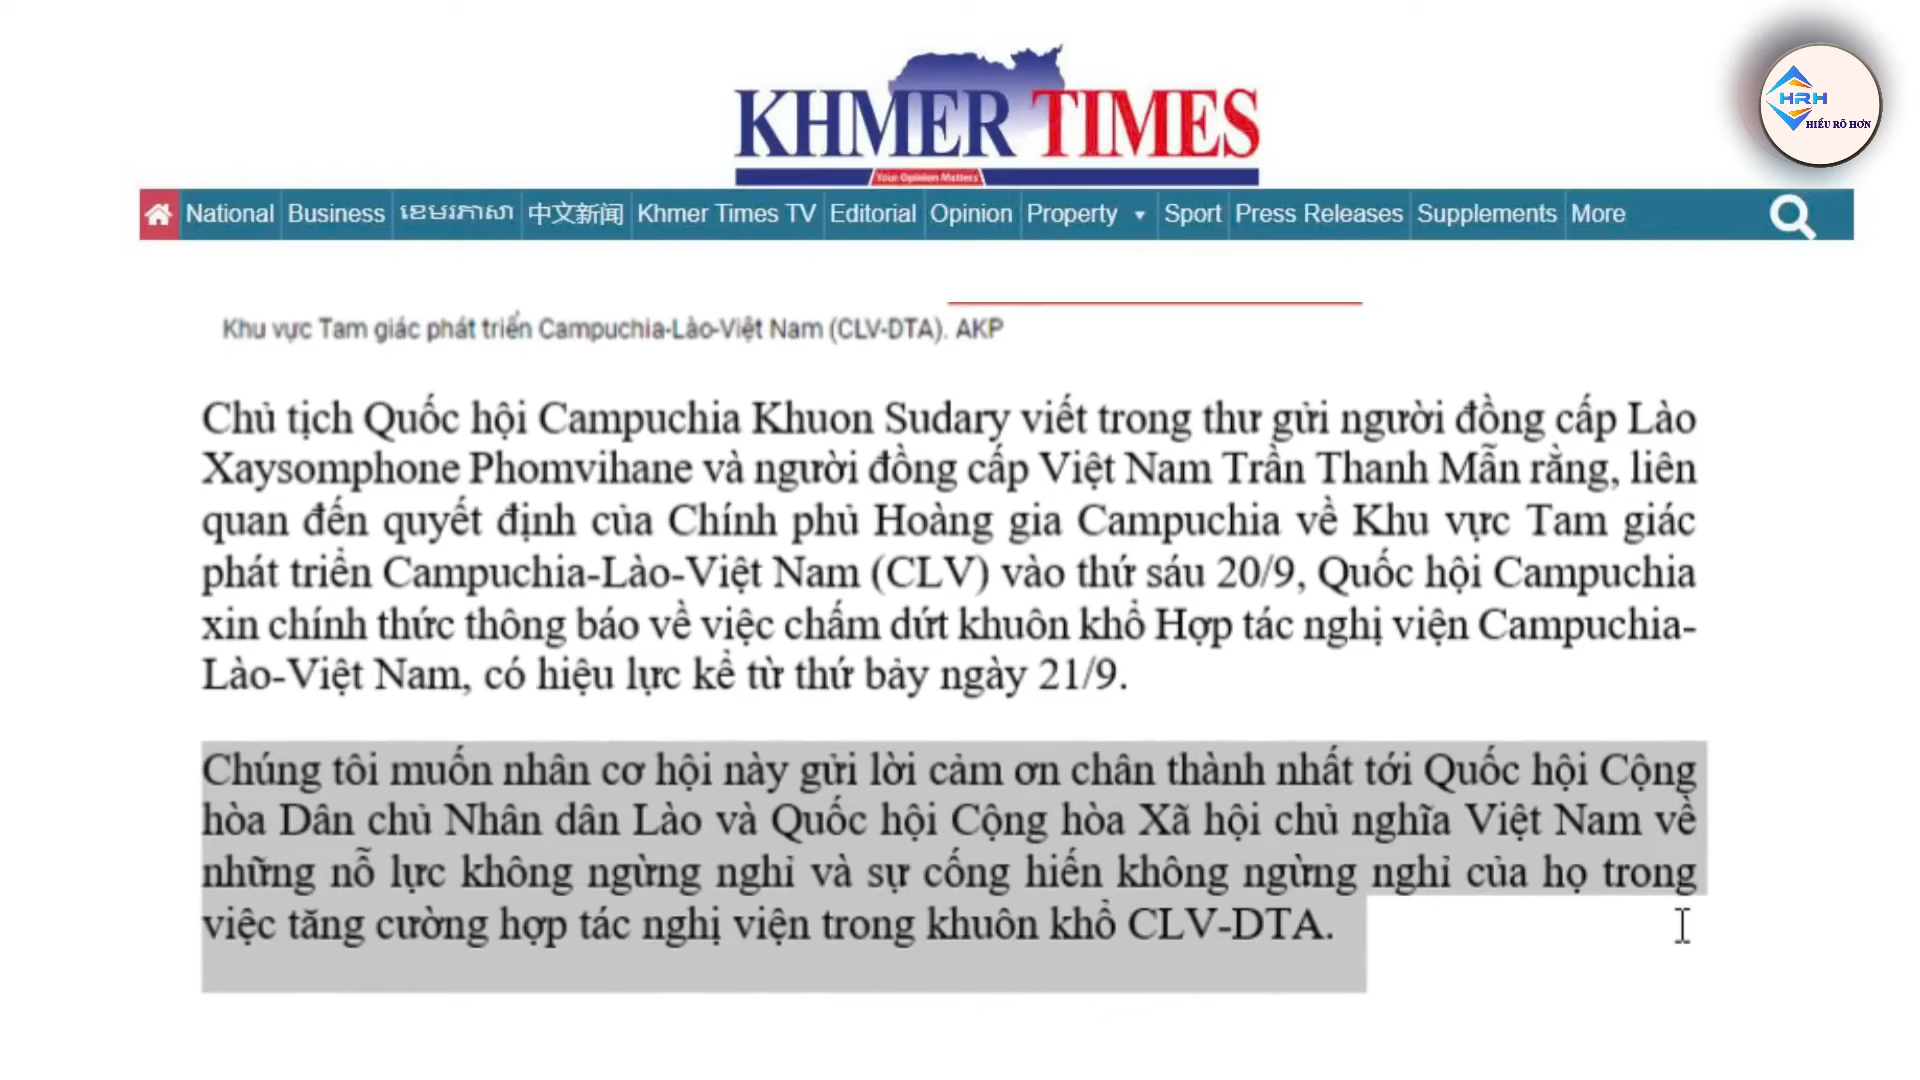 KHMER TIMES
Your Opinion Matters
HRH
HIỂU RÕ HƠN
National Business ខេមរភាសា 中文新闻 Khmer Times TV Editorial Opinion Property Sport Press Releases Supplements More
Khu vực Tam giác phát triển Campuchia-Lào-Việt Nam (CLV-DTA). AKP
Chủ tịch Quốc hội Campuchia Khuon Sudary viết trong thư gửi người đồng cấp Lào
Xaysomphone Phomvihane và người đồng cấp Việt Nam Trần Thanh Mẫn rằng, liên
quan đến quyết định của Chính phủ Hoàng gia Campuchia về Khu vực Tam giác
phát triển Campuchia-Lào-Việt Nam (CLV) vào thứ sáu 20/9, Quốc hội Campuchia
xin chính thức thông báo về việc chấm dứt khuôn khổ Hợp tác nghị viện Campuchia-
Lào-Việt Nam, có hiệu lực kể từ thứ bảy ngày 21/9.
Chúng tôi muốn nhân cơ hội này gửi lời cảm ơn chân thành nhất tới Quốc hội Cộng
hòa Dân chủ Nhân dân Lào và Quốc hội Cộng hòa Xã hội chủ nghĩa Việt Nam về
những nỗ lực không ngừng nghỉ và sự cống hiến không ngừng nghỉ của họ trong
việc tăng cường hợp tác nghị viện trong khuôn khổ CLV-DTA.